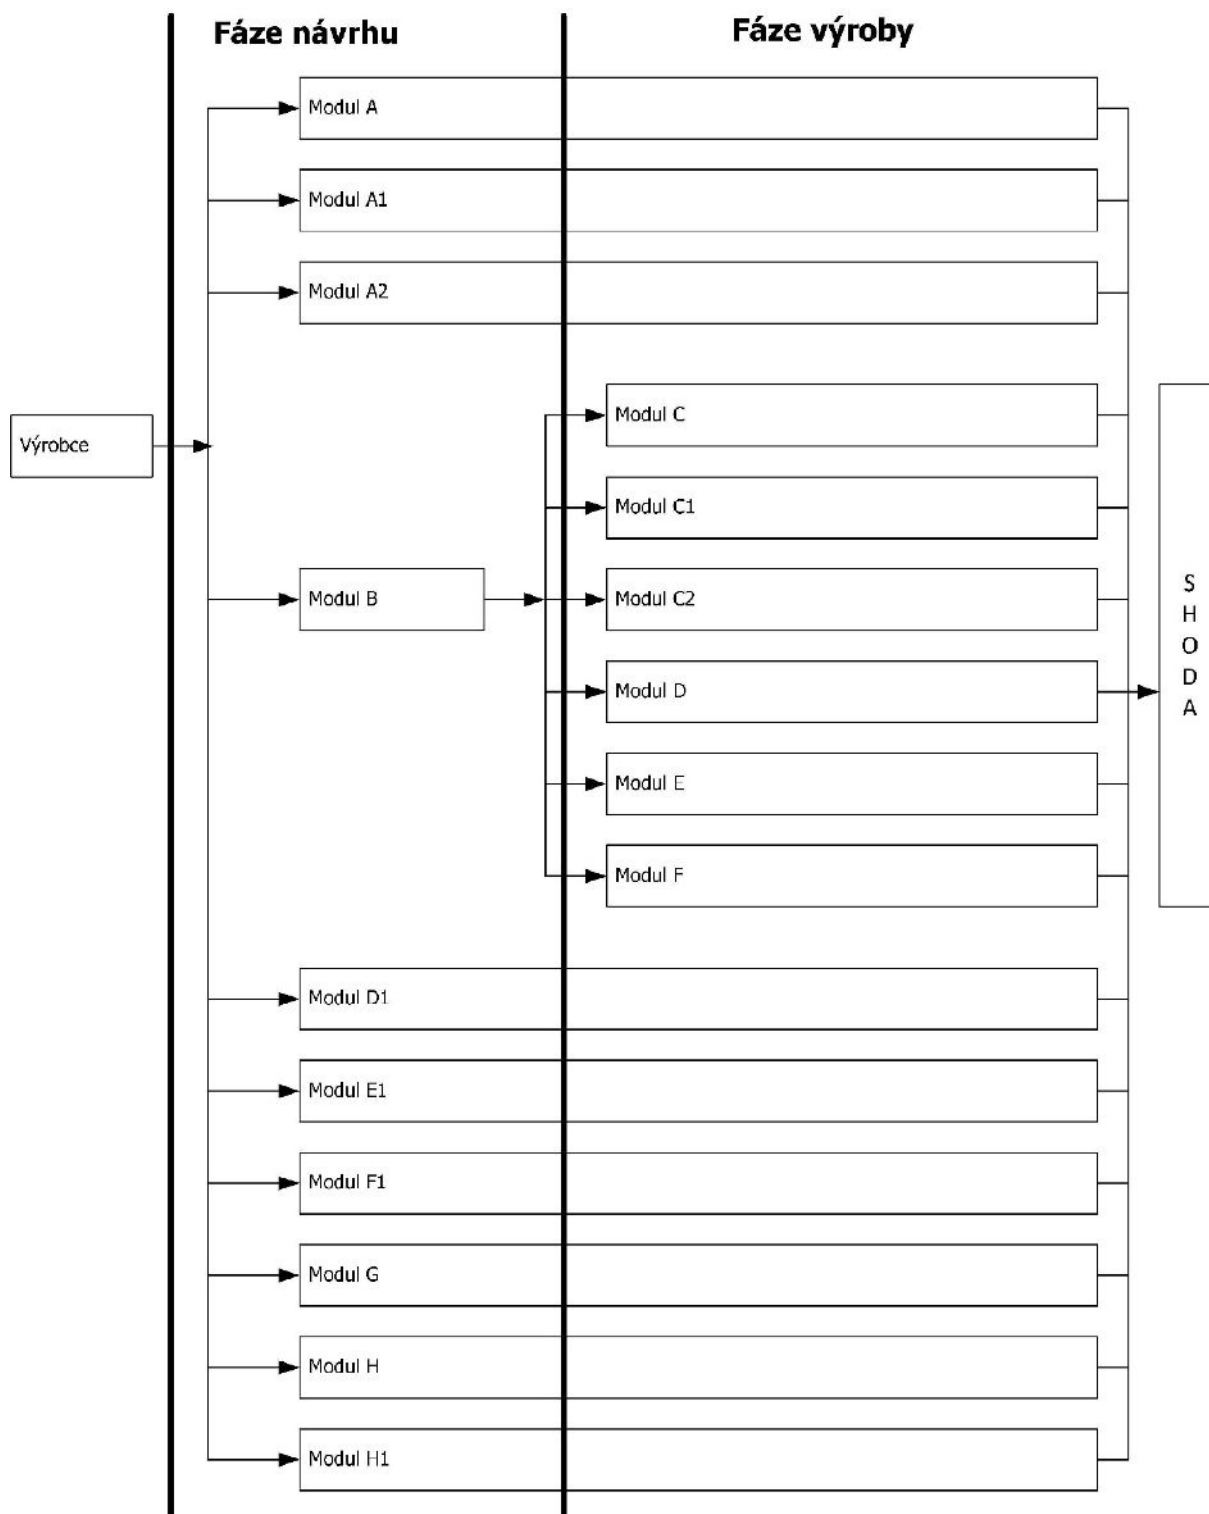 Fáze návrhu
Fáze výroby
Modul A
Modul A1
Modul A2
Výrobce
Modul B
Modul C
Modul C1
Modul C2
Modul D
Modul E
Modul F
Modul D1
Modul E1
Modul F1
Modul G
Modul H
Modul H1
S
H
O
D
A